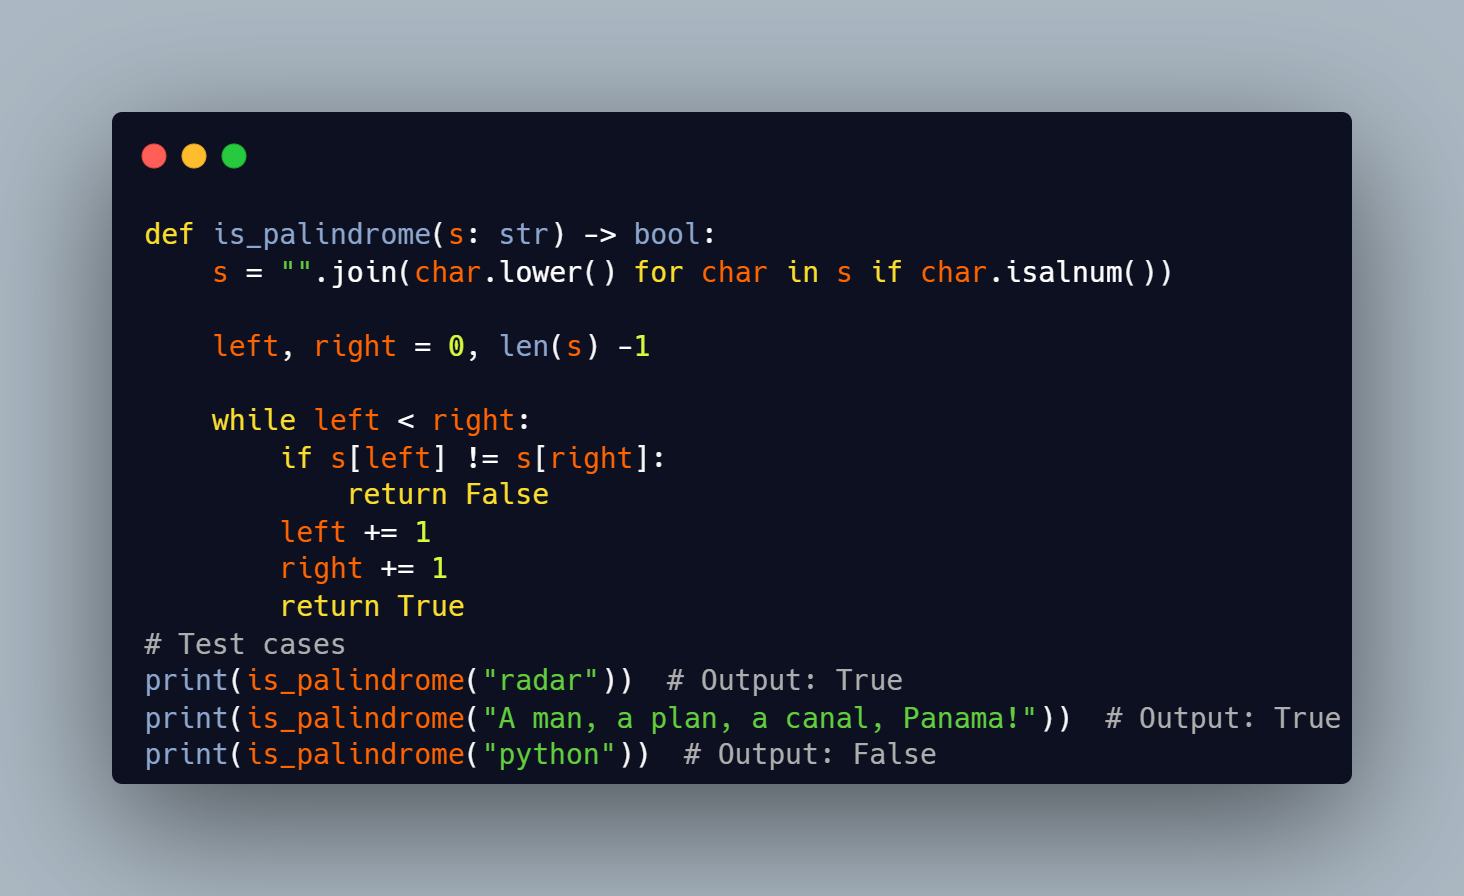 def is_palindrome(s: str) -> bool:
    s = "".join(char.lower() for char in s if char.isalnum())

    left, right = 0, len(s) -1

    while left < right:
        if s[left] != s[right]:
            return False
        left += 1
        right += 1
        return True
# Test cases
print(is_palindrome("radar"))  # Output: True
print(is_palindrome("A man, a plan, a canal, Panama!"))  # Output: True
print(is_palindrome("python"))  # Output: False